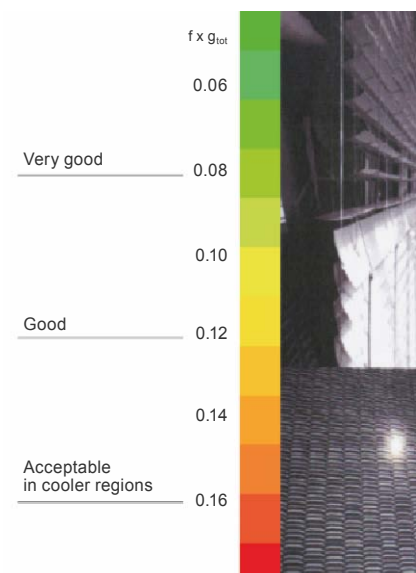 f x gtot
0.06
Very good
0.08
0.10
Good
0.12
0.14
Acceptable
in cooler regions
0.16